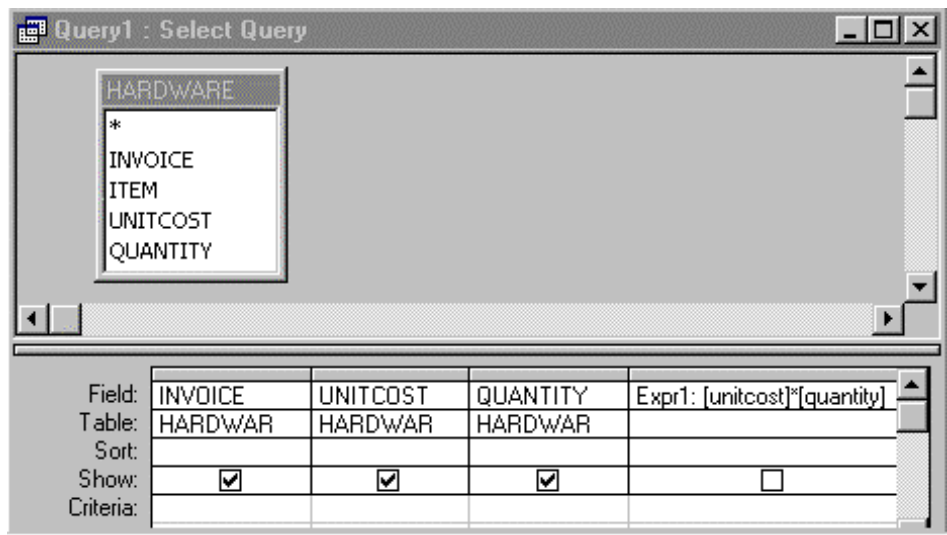 Query1 : Select Query
HARDWARE
*
INVOICE
ITEM
UNITCOST
QUANTITY
Field: INVOICE UNITCOST QUANTITY Expr1: [unitcost]*[quantity]
Table: HARDWAR HARDWAR HARDWAR
Sort:
Show:
Criteria: